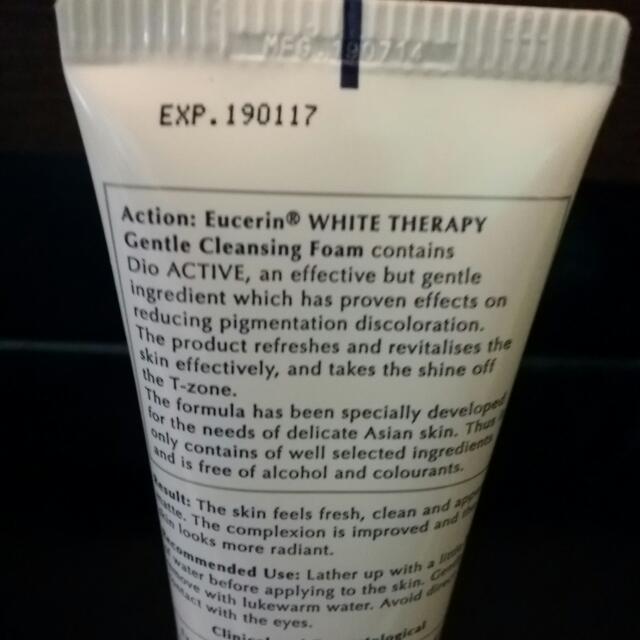 MFG.190714
EXP.190117
Action: Eucerin® WHITE THERAPY
Gentle Cleansing Foam contains
Dio ACTIVE, an effective but gentle
ingredient which has proven effects on
reducing pigmentation discoloration.
The product refreshes and revitalises the
skin effectively, and takes the shine off
the T-zone.
The formula has been specially developed
for the needs of delicate Asian skin. Thus
only contains of well selected ingredients
and is free of alcohol and colourants.
Result: The skin feels fresh, clean and
matte. The complexion is improved and
looks more radiant.
Recommended Use: Lather up with a
water before applying to the skin.
with lukewarm water. Avoid
with the eyes.